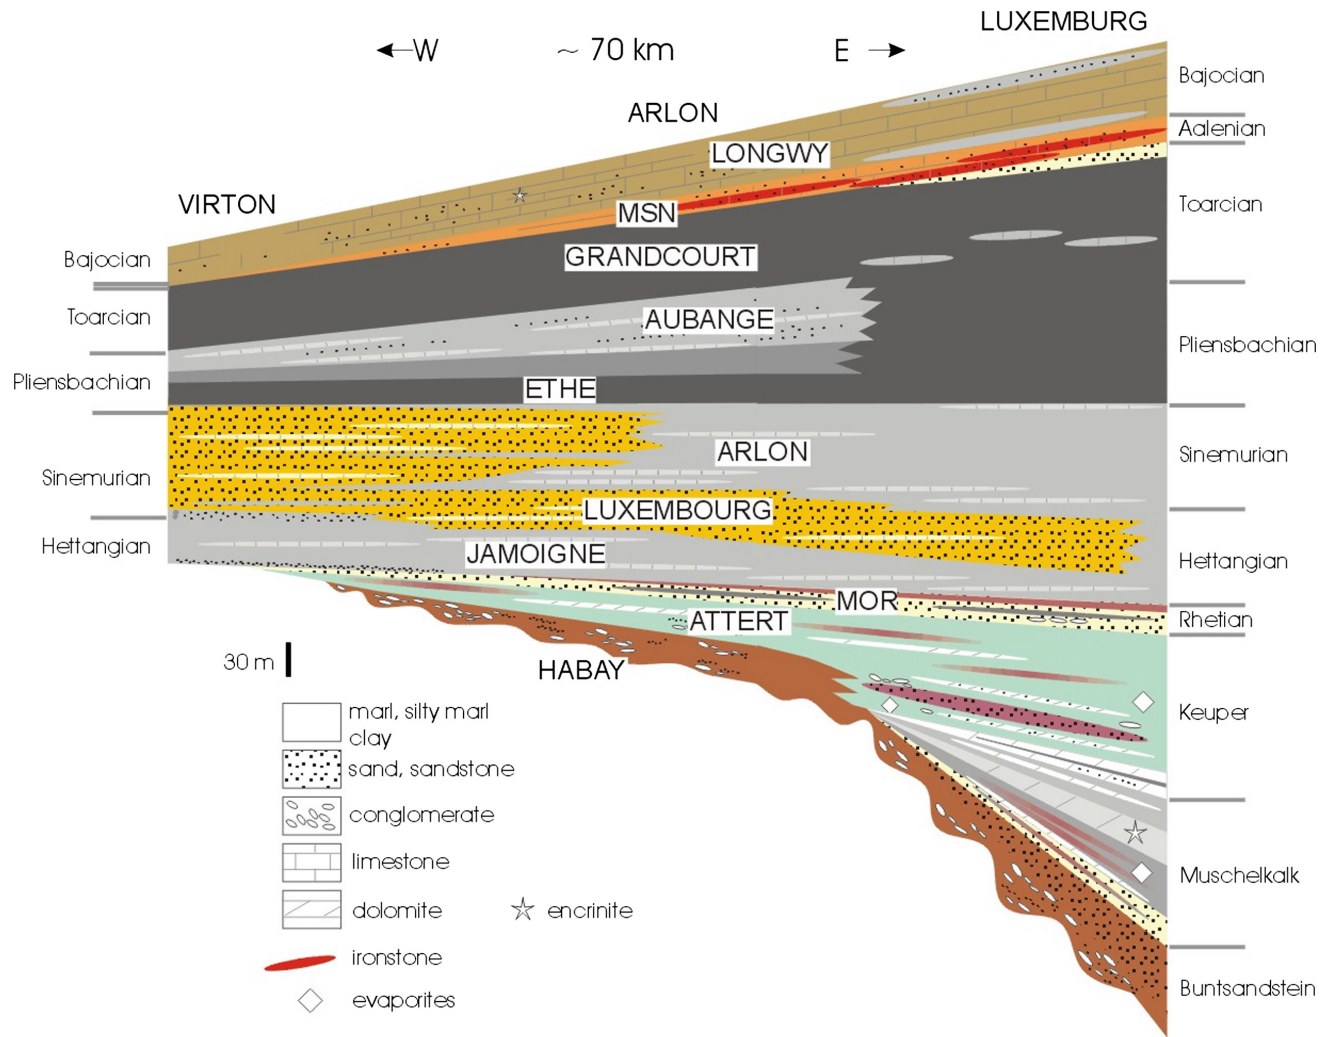 LUXEMBURG
W
~ 70 km
E
ARLON
VIRTON
LONGWY
MSN
GRANDCOURT
AUBANGE
ETHE
ARLON
LUXEMBOURG
JAMOIGNE
MOR
ATTERT
HABAY
Bajocian
Toarcian
Pliensbachian
Sinemurian
Hettangian
Bajocian
Aalenian
Toarcian
Pliensbachian
Sinemurian
Hettangian
Rhetian
Keuper
Muschelkalk
Buntsandstein
30 m
marl, silty marl
clay
sand, sandstone
conglomerate
limestone
dolomite
encrinite
ironstone
evaporites